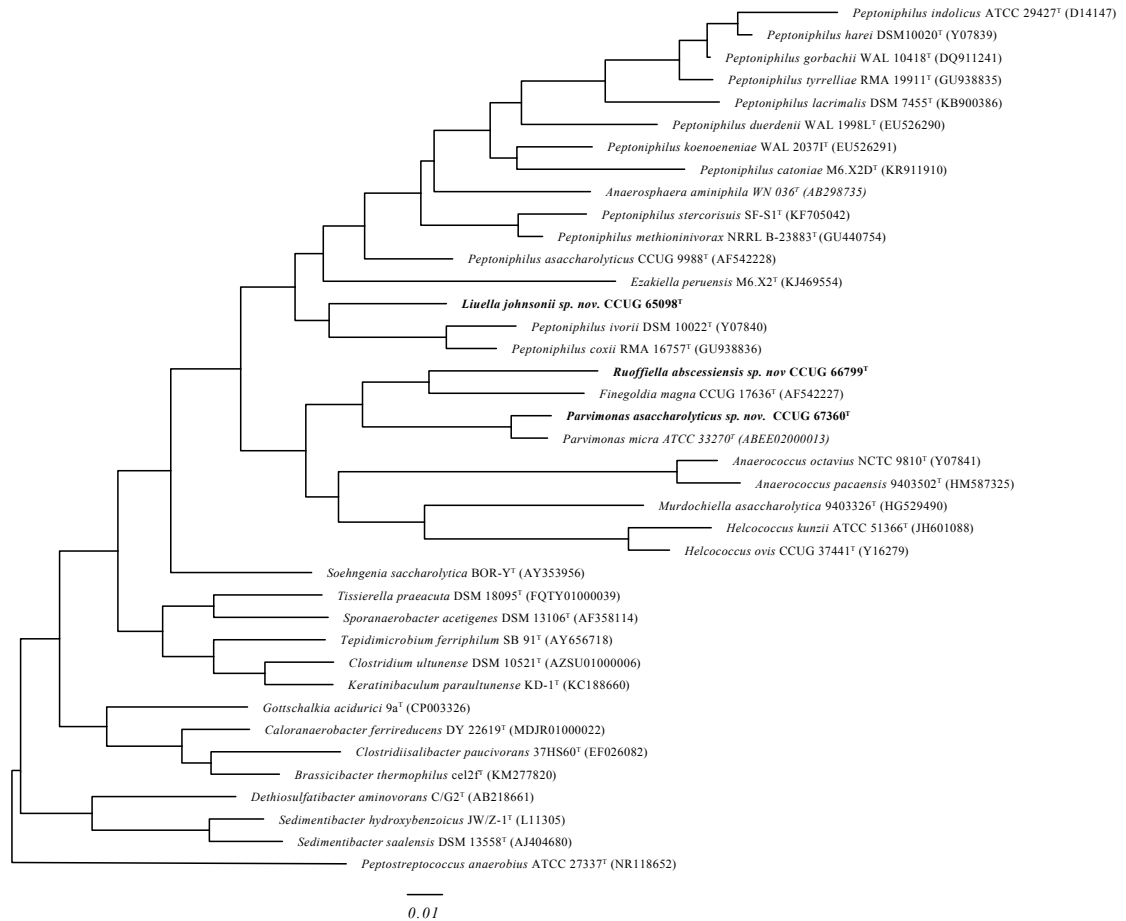 Peptoniphilus indolicus ATCC 29427ᵀ (D14147)
Peptoniphilus harei DSM10020ᵀ (Y07839)
Peptoniphilus gorbachii WAL 10418ᵀ (DQ911241)
Peptoniphilus tyrrelliae RMA 19911ᵀ (GU938835)
Peptoniphilus lacrimalis DSM 7455ᵀ (KB900386)
Peptoniphilus duerdenii WAL 1998Lᵀ (EU526290)
Peptoniphilus koenoeneniae WAL 2037Iᵀ (EU526291)
Peptoniphilus catoniae M6.X2Dᵀ (KR911910)
Anaerosphaera aminiphila WN 036ᵀ (AB298735)
Peptoniphilus stercorisuis SF-S1ᵀ (KF705042)
Peptoniphilus methioninivorax NRRL B-23883ᵀ (GU440754)
Peptoniphilus asaccharolyticus CCUG 9988ᵀ (AF542228)
Ezakiella peruensis M6.X2ᵀ (KJ469554)
Liuella johnsonii sp. nov. CCUG 65098ᵀ
Peptoniphilus ivorii DSM 10022ᵀ (Y07840)
Peptoniphilus coxii RMA 16757ᵀ (GU938836)
Ruoffiella abscessiensis sp. nov CCUG 66799ᵀ
Finegoldia magna CCUG 17636ᵀ (AF542227)
Parvimonas asaccharolyticus sp. nov. CCUG 67360ᵀ
Parvimonas micra ATCC 33270ᵀ (ABEE02000013)
Anaerococcus octavius NCTC 9810ᵀ (Y07841)
Anaerococcus pacaensis 9403502ᵀ (HM587325)
Murdochiella asaccharolytica 9403326ᵀ (HG529490)
Helcococcus kunzii ATCC 51366ᵀ (JH601088)
Helcococcus ovis CCUG 37441ᵀ (Y16279)
Soehngenia saccharolytica BOR-Yᵀ (AY353956)
Tissierella praeacuta DSM 18095ᵀ (FQTY01000039)
Sporanaerobacter acetigenes DSM 13106ᵀ (AF358114)
Tepidimicrobium ferriphilum SB 91ᵀ (AY656718)
Clostridium ultunense DSM 10521ᵀ (AZSU01000006)
Keratinibaculum paraultunense KD-1ᵀ (KC188660)
Gottschalkia acidurici 9aᵀ (CP003326)
Caloranaerobacter ferrireducens DY 22619ᵀ (MDJR01000022)
Clostridiisalibacter paucivorans 37HS60ᵀ (EF026082)
Brassicibacter thermophilus cel2fᵀ (KM277820)
Dethiosulfatibacter aminovorans C/G2ᵀ (AB218661)
Sedimentibacter hydroxybenzoicus JW/Z-1ᵀ (L11305)
Sedimentibacter saalensis DSM 13558ᵀ (AJ404680)
Peptostreptococcus anaerobius ATCC 27337ᵀ (NR118652)
0.01